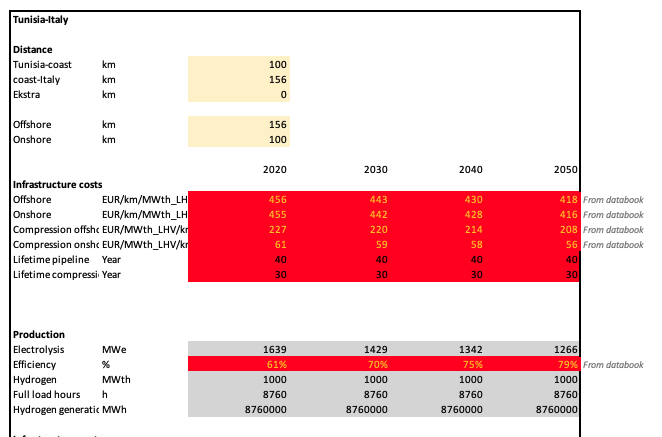 Tunisia-Italy
Distance
Tunisia-coast km 100
coast-Italy km 156
Ekstra km 0
Offshore km 156
Onshore km 100
2020 2030 2040 2050
Infrastructure costs
Offshore EUR/km/MWth_LH 456 443 430 418 From databook
Onshore EUR/km/MWth_LH 455 442 428 416 From databook
Compression offsho EUR/MWth_LHV/kr 227 220 214 208 From databook
Compression onsho EUR/MWth_LHV/kr 61 59 58 56 From databook
Lifetime pipeline Year 40 40 40 40
Lifetime compressi Year 30 30 30 30
Production
Electrolysis MWe 1639 1429 1342 1266
Efficiency % 61% 70% 75% 79% From databook
Hydrogen MWth 1000 1000 1000 1000
Full load hours h 8760 8760 8760 8760
Hydrogen generatic MWh 8760000 8760000 8760000 8760000